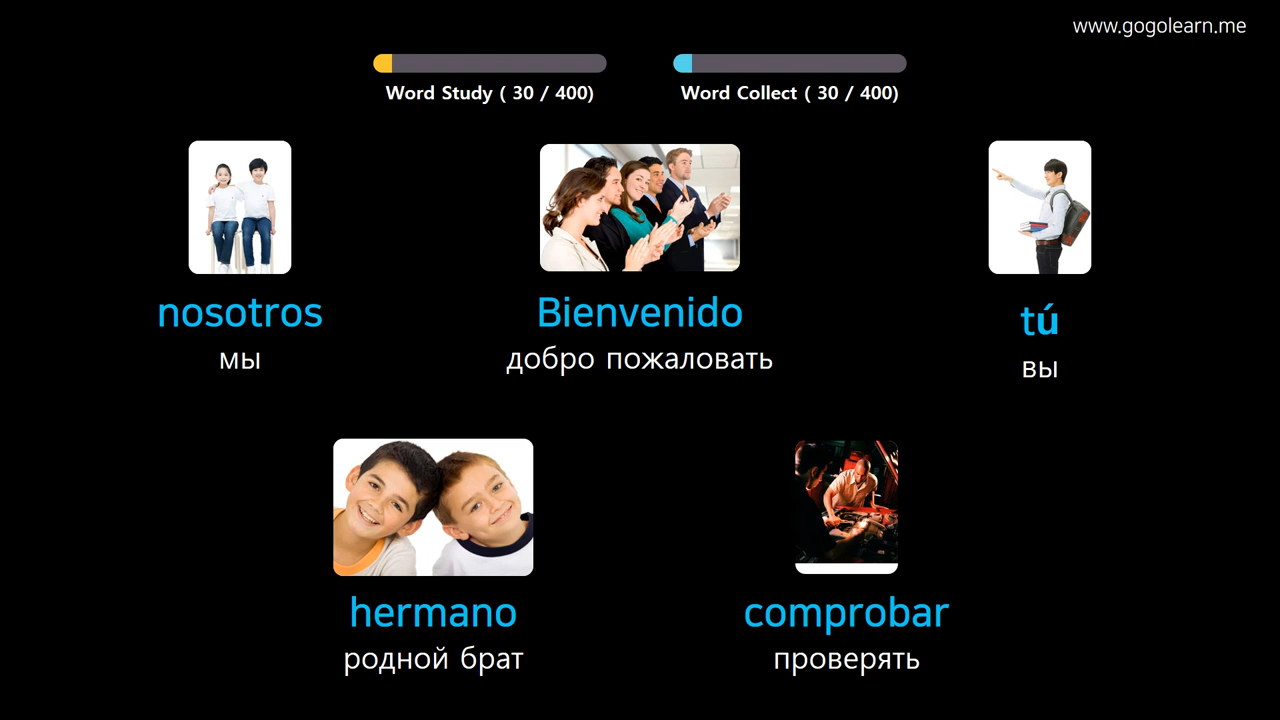 www.gogolearn.me
Word Study ( 30 / 400)
Word Collect ( 30 / 400)
nosotros
мы
Bienvenido
добро пожаловать
tú
вы
hermano
родной брат
comprobar
проверять